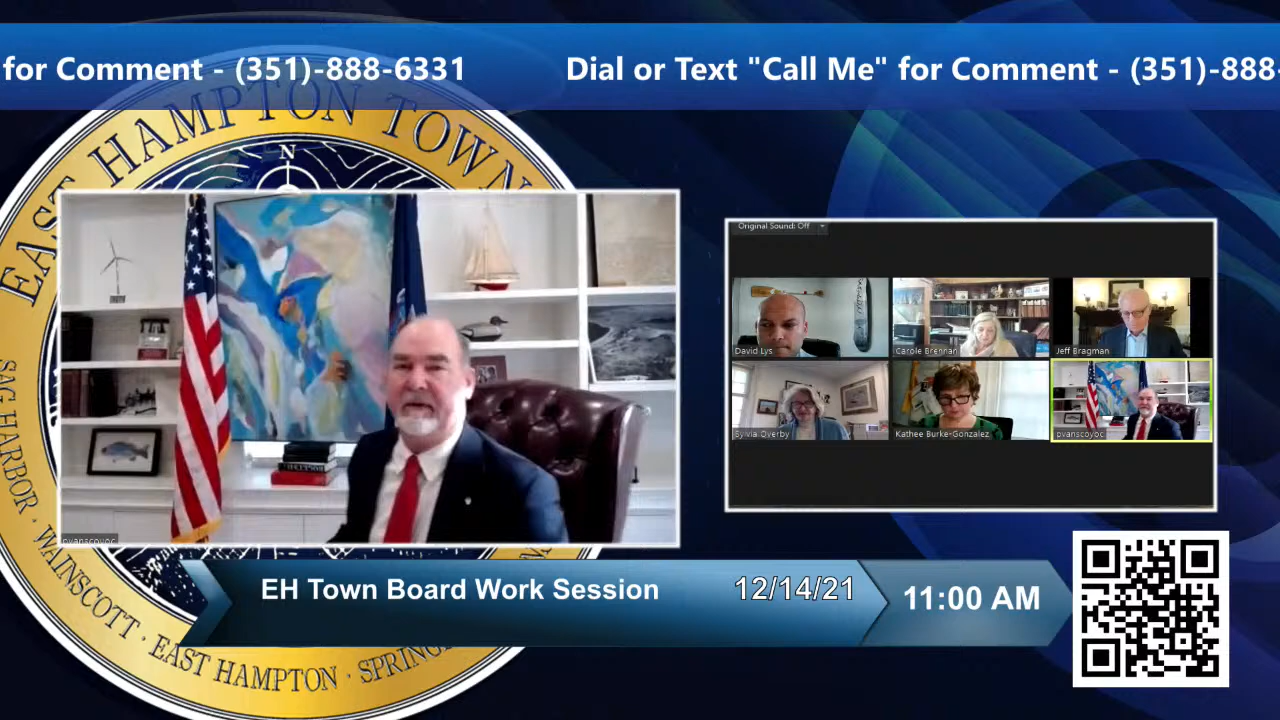 for Comment - (351)-888-6331
Dial or Text "Call Me" for Comment - (351)-888-
EAST HAMPTON TOWN
N
Original Sound: Off
David Lys
Carole Brennan
Jeff Bragman
Sylvia Overby
Kathee Burke-Gonzalez
pvanscoyoc
pvanscoyoc
EH Town Board Work Session
12/14/21
11:00 AM
SAG HARBOR · WAINSCOTT · EAST HAMPTON · SPRING